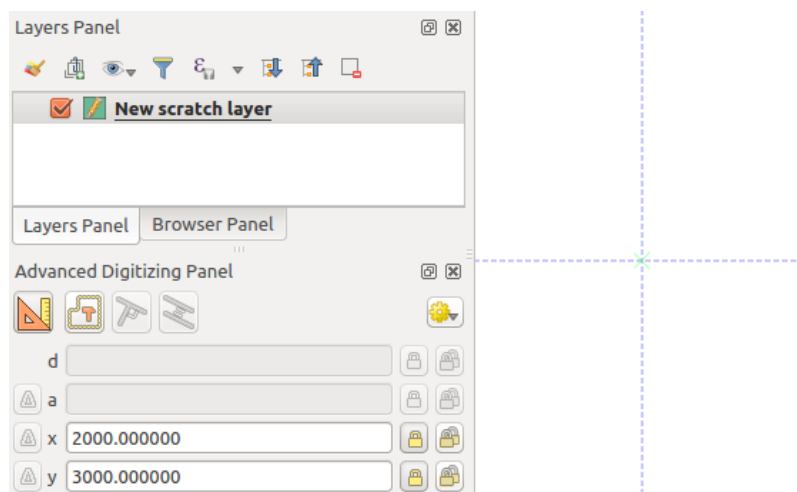 Layers Panel
New scratch layer
Layers Panel Browser Panel
Advanced Digitizing Panel
d
a
x 2000.000000
y 3000.000000